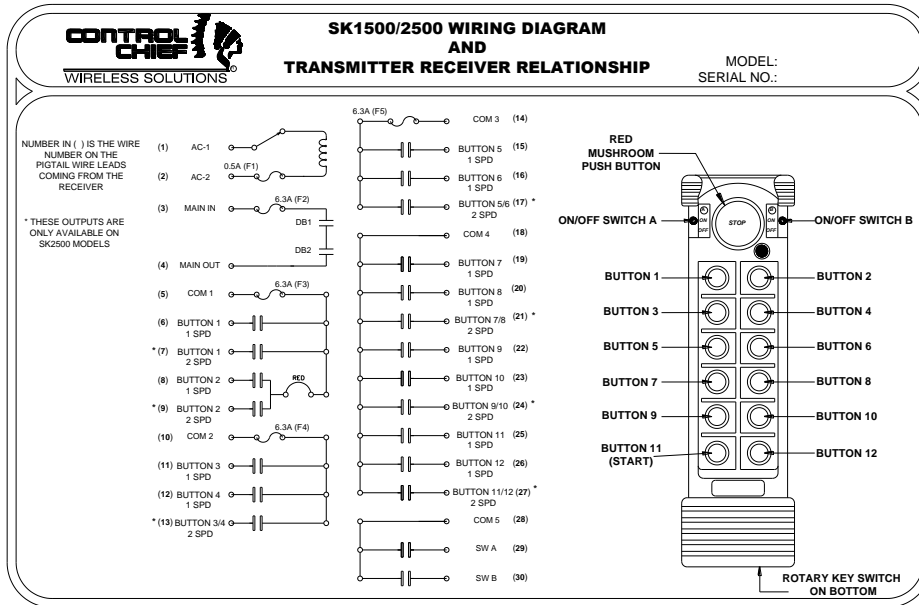 CONTROL
CHIEF
WIRELESS SOLUTIONS
SK1500/2500 WIRING DIAGRAM
AND
TRANSMITTER RECEIVER RELATIONSHIP
MODEL:
SERIAL NO.:
NUMBER IN ( ) IS THE WIRE
NUMBER ON THE
PIGTAIL WIRE LEADS
COMING FROM THE
RECEIVER
* THESE OUTPUTS ARE
ONLY AVAILABLE ON
SK2500 MODELS
(1) AC-1
0.5A (F1)
(2) AC-2
6.3A (F2)
(3) MAIN IN
DB1
DB2
(4) MAIN OUT
6.3A (F3)
(5) COM 1
(6) BUTTON 1
1 SPD
* (7) BUTTON 1
2 SPD
(8) BUTTON 2
1 SPD
RED
* (9) BUTTON 2
2 SPD
6.3A (F4)
(10) COM 2
(11) BUTTON 3
1 SPD
(12) BUTTON 4
1 SPD
* (13) BUTTON 3/4
2 SPD
6.3A (F5)
COM 3 (14)
BUTTON 5 (15)
1 SPD
BUTTON 6 (16)
1 SPD
BUTTON 5/6 (17) *
2 SPD
COM 4 (18)
BUTTON 7 (19)
1 SPD
BUTTON 8 (20)
1 SPD
BUTTON 7/8 (21) *
2 SPD
BUTTON 9 (22)
1 SPD
BUTTON 10 (23)
1 SPD
BUTTON 9/10 (24) *
2 SPD
BUTTON 11 (25)
1 SPD
BUTTON 12 (26)
1 SPD
BUTTON 11/12 (27) *
2 SPD
COM 5 (28)
SW A (29)
SW B (30)
RED
MUSHROOM
PUSH BUTTON
ON/OFF SWITCH A
A
ON
OFF
STOP
B
ON
OFF
ON/OFF SWITCH B
BUTTON 1
BUTTON 2
BUTTON 3
BUTTON 4
BUTTON 5
BUTTON 6
BUTTON 7
BUTTON 8
BUTTON 9
BUTTON 10
BUTTON 11
(START)
BUTTON 12
ROTARY KEY SWITCH
ON BOTTOM